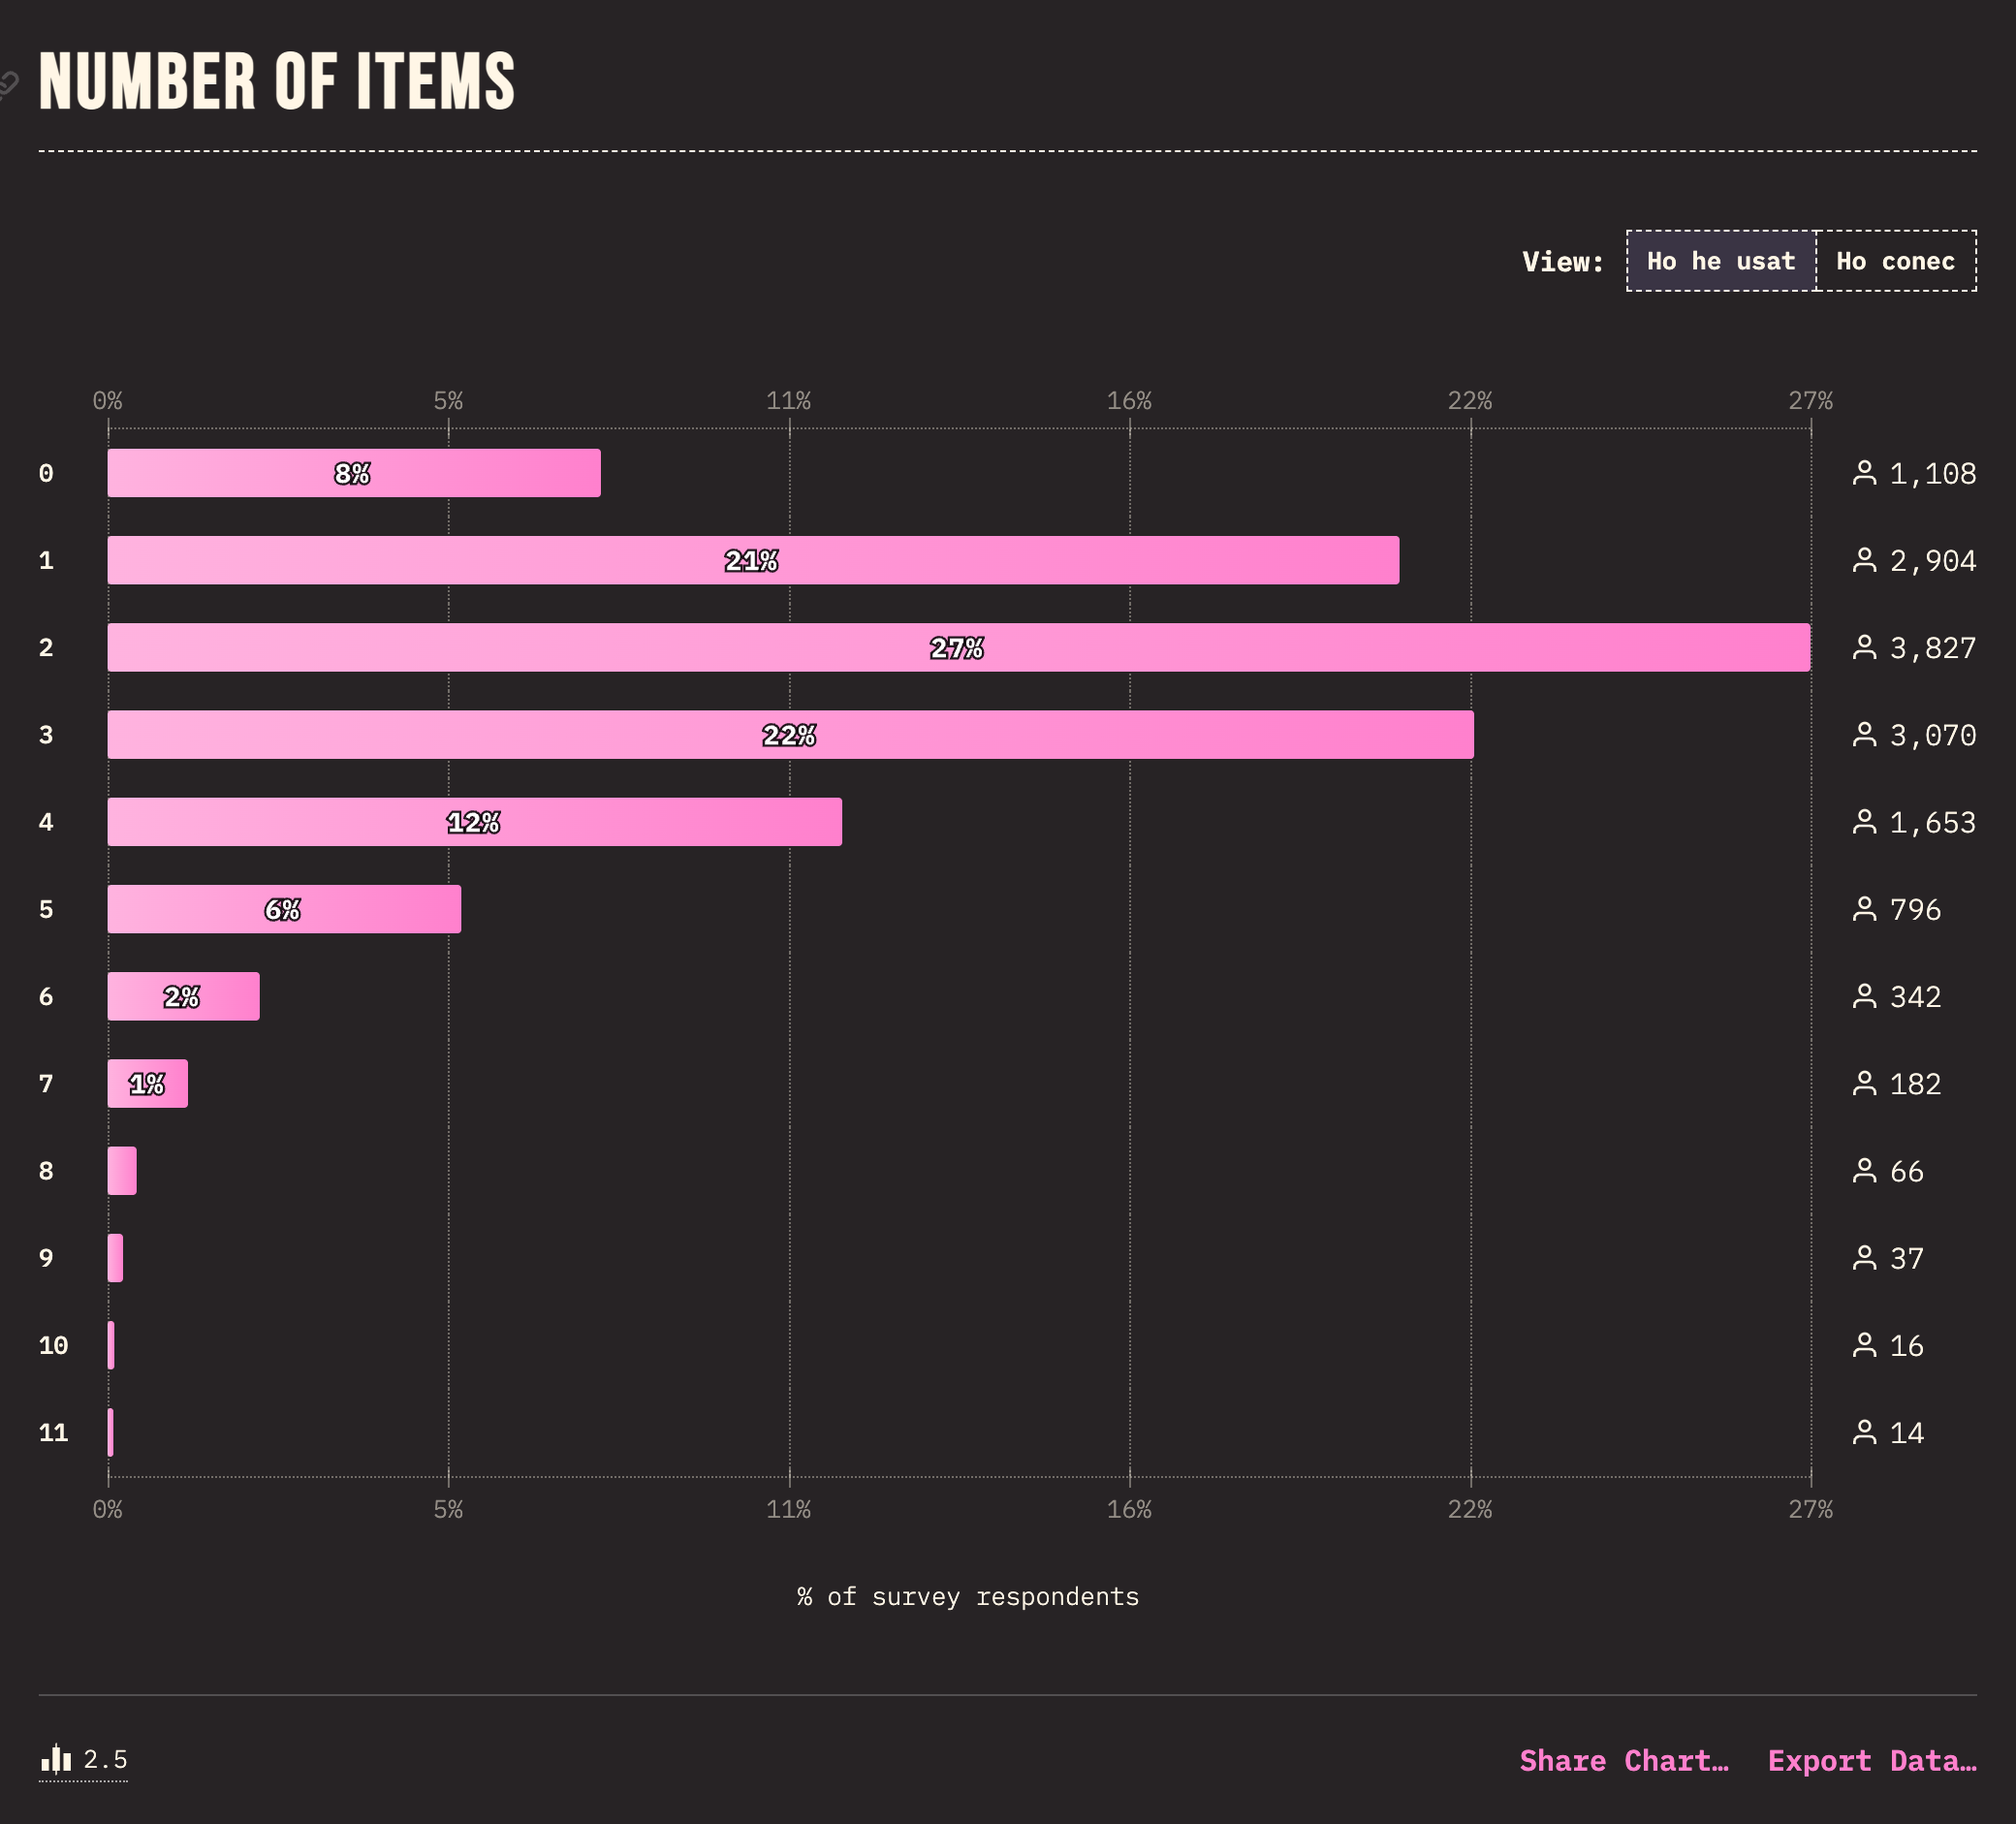 NUMBER OF ITEMS
View: Ho he usat Ho conec
0% 5% 11% 16% 22% 27%
0 8% 1,108
1 21% 2,904
2 27% 3,827
3 22% 3,070
4 12% 1,653
5 6% 796
6 2% 342
7 1% 182
8 66
9 37
10 16
11 14
0% 5% 11% 16% 22% 27%
% of survey respondents
2.5 Share Chart… Export Data…